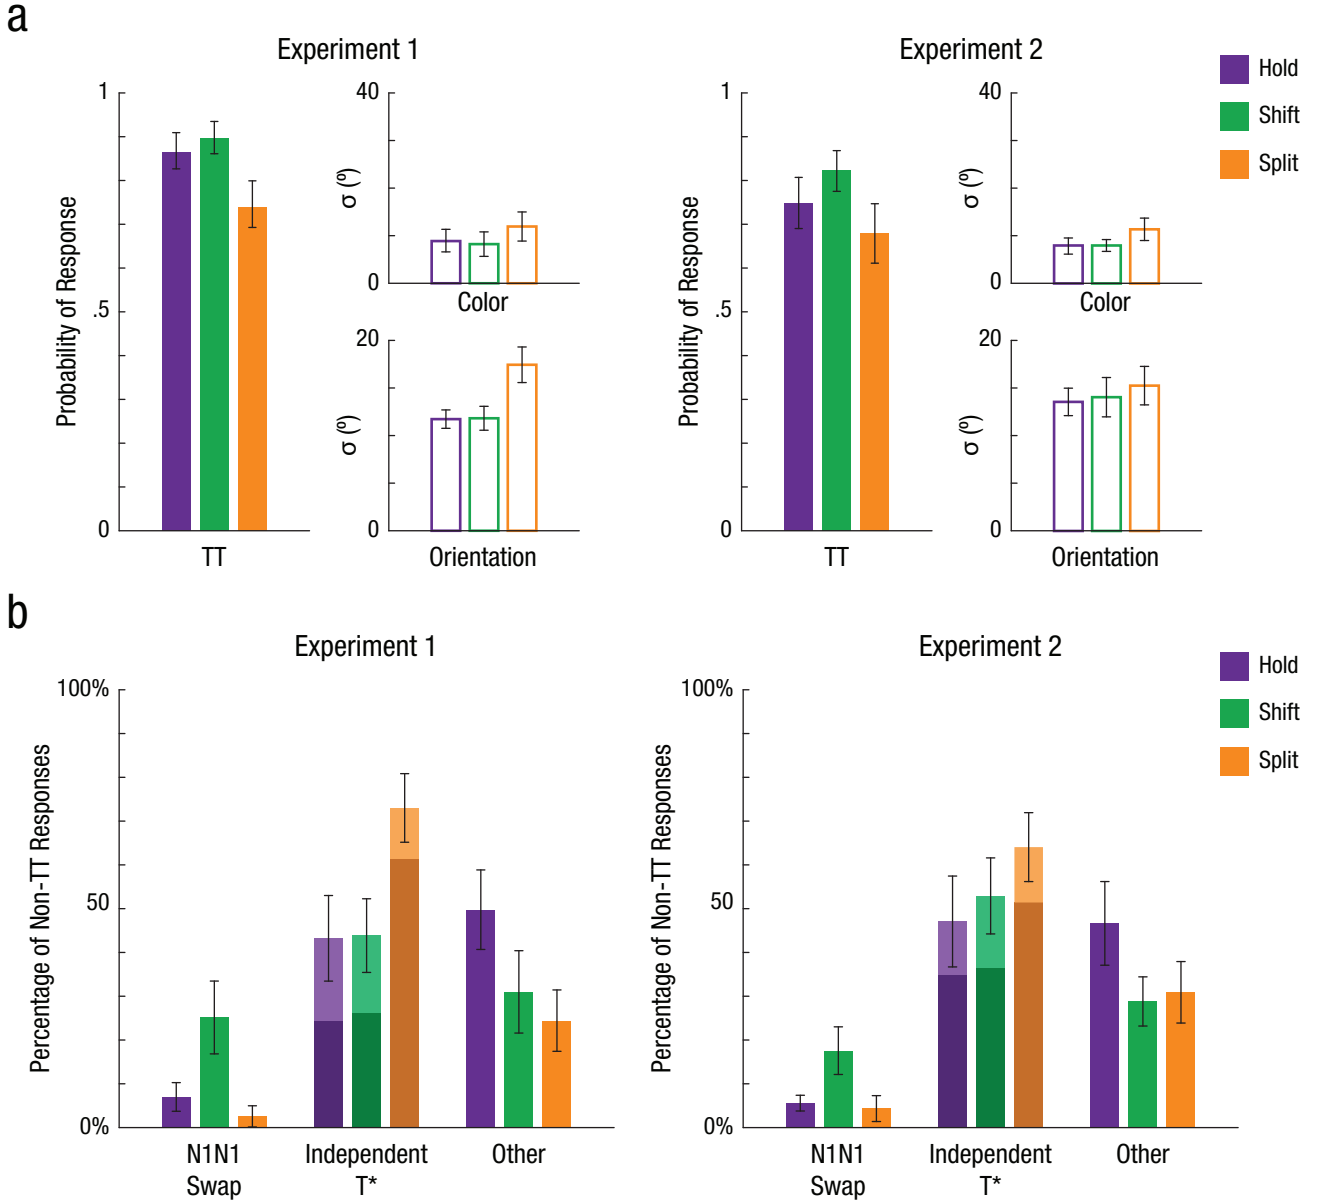 a
Experiment 1
Experiment 2
Hold
Shift
Split
Probability of Response
1
.5
0
TT
σ (º)
40
0
Color
σ (º)
20
0
Orientation
Probability of Response
1
.5
0
TT
σ (º)
40
0
Color
σ (º)
20
0
Orientation
b
Experiment 1
Experiment 2
Hold
Shift
Split
Percentage of Non-TT Responses
100%
50
0%
N1N1
Swap
Independent
T*
Other
Percentage of Non-TT Responses
100%
50
0%
N1N1
Swap
Independent
T*
Other